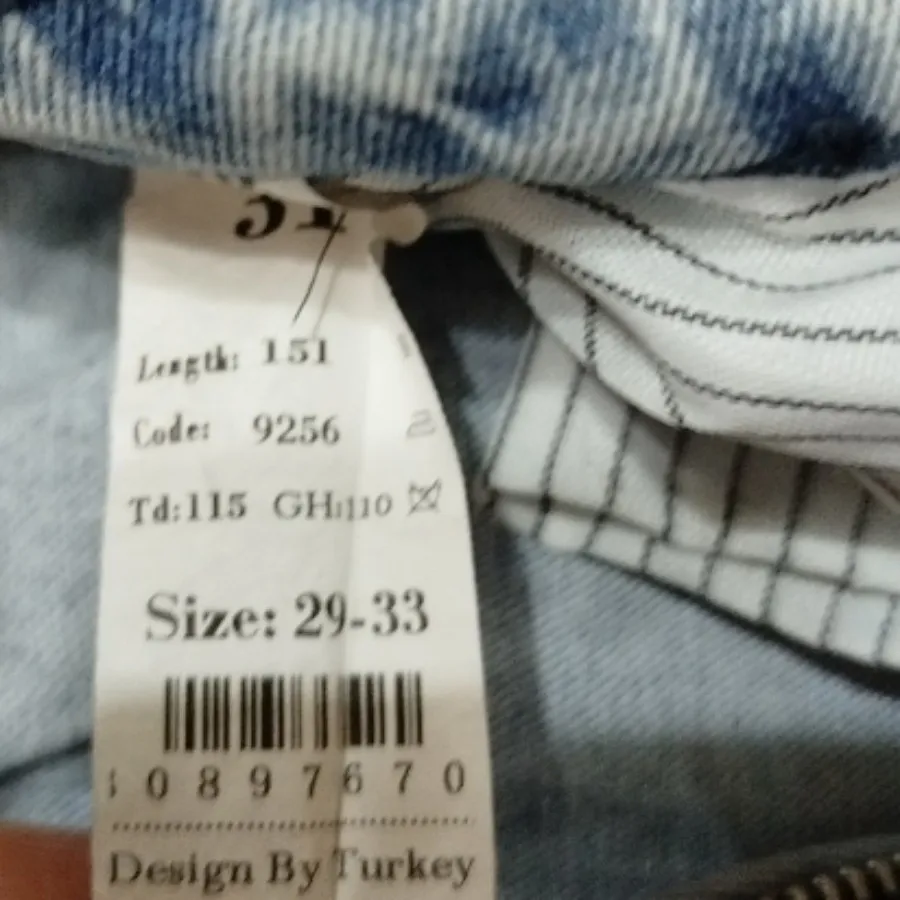 Length: 151
Code: 9256
Td:115 GH:110
Size: 29-33
0897670
Design By Turkey